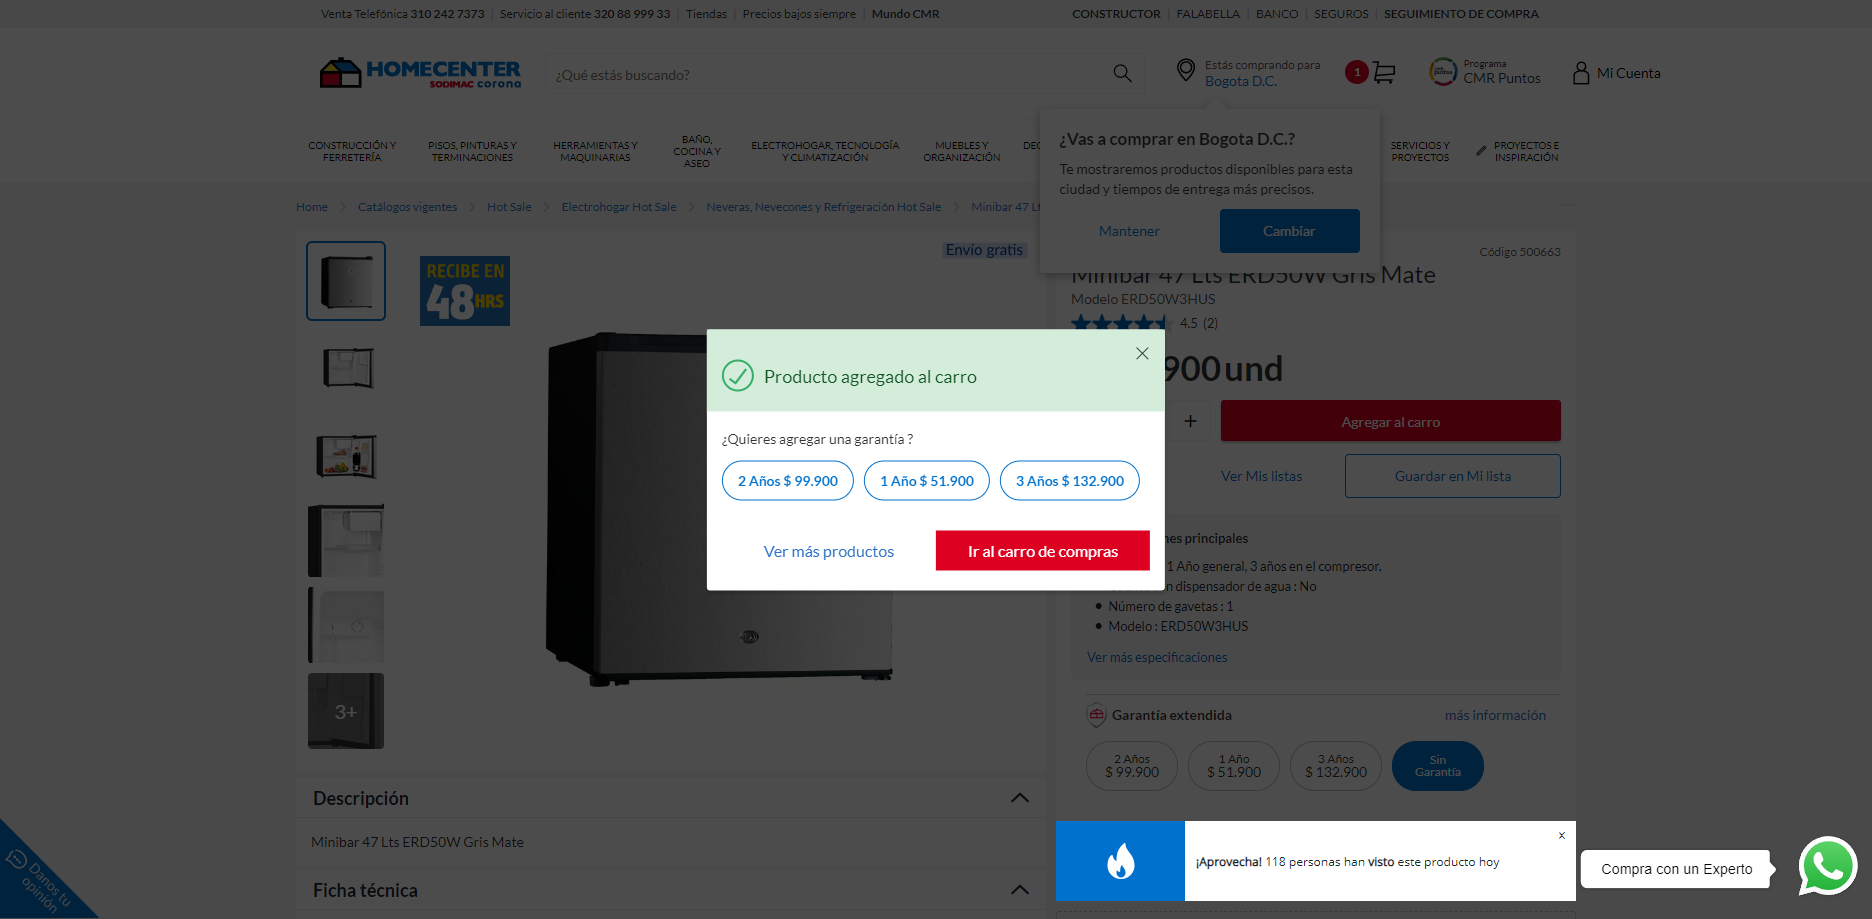 Venta Telefónica 310 242 7373 | Servicio al cliente 320 88 999 33 | Tiendas | Precios bajos siempre | Mundo CMR
CONSTRUCTOR | FALABELLA | BANCO | SEGUROS | SEGUIMIENTO DE COMPRA
HOMECENTER
SODIMAC corona
¿Qué estás buscando?
Estás comprando para
Bogota D.C.
1
Programa
CMR Puntos
Mi Cuenta
CONSTRUCCIÓN Y
FERRETERÍA
PISOS, PINTURAS Y
TERMINACIONES
HERRAMIENTAS Y
MAQUINARIAS
BAÑO,
COCINA Y
ASEO
ELECTROHOGAR, TECNOLOGÍA
Y CLIMATIZACIÓN
MUEBLES Y
ORGANIZACIÓN
SERVICIOS Y
PROYECTOS
PROYECTOS E
INSPIRACIÓN
¿Vas a comprar en Bogota D.C.?
Te mostraremos productos disponibles para esta
ciudad y tiempos de entrega más precisos.
Mantener
Cambiar
Home
Catálogos vigentes
Hot Sale
Electrohogar Hot Sale
Neveras, Nevecones y Refrigeración Hot Sale
Minibar 47 Lt
RECIBE EN
48HRS
Envío gratis
3+
Código 500663
Minibar 47 Lts ERD50W Gris Mate
Modelo ERD50W3HUS
4.5 (2)
900 und
+
Agregar al carro
Ver Mis listas
Guardar en Mi lista
Producto agregado al carro
¿Quieres agregar una garantía ?
2 Años $ 99.900
1 Año $ 51.900
3 Años $ 132.900
Ver más productos
Ir al carro de compras
nes principales
1 Año general, 3 años en el compresor.
n dispensador de agua : No
Número de gavetas : 1
Modelo : ERD50W3HUS
Ver más especificaciones
Garantía extendida
más información
2 Años
$ 99.900
1 Año
$ 51.900
3 Años
$ 132.900
Sin
Garantía
Descripción
Minibar 47 Lts ERD50W Gris Mate
Ficha técnica
¡Aprovecha! 118 personas han visto este producto hoy
x
Compra con un Experto
Danos tu
opinión